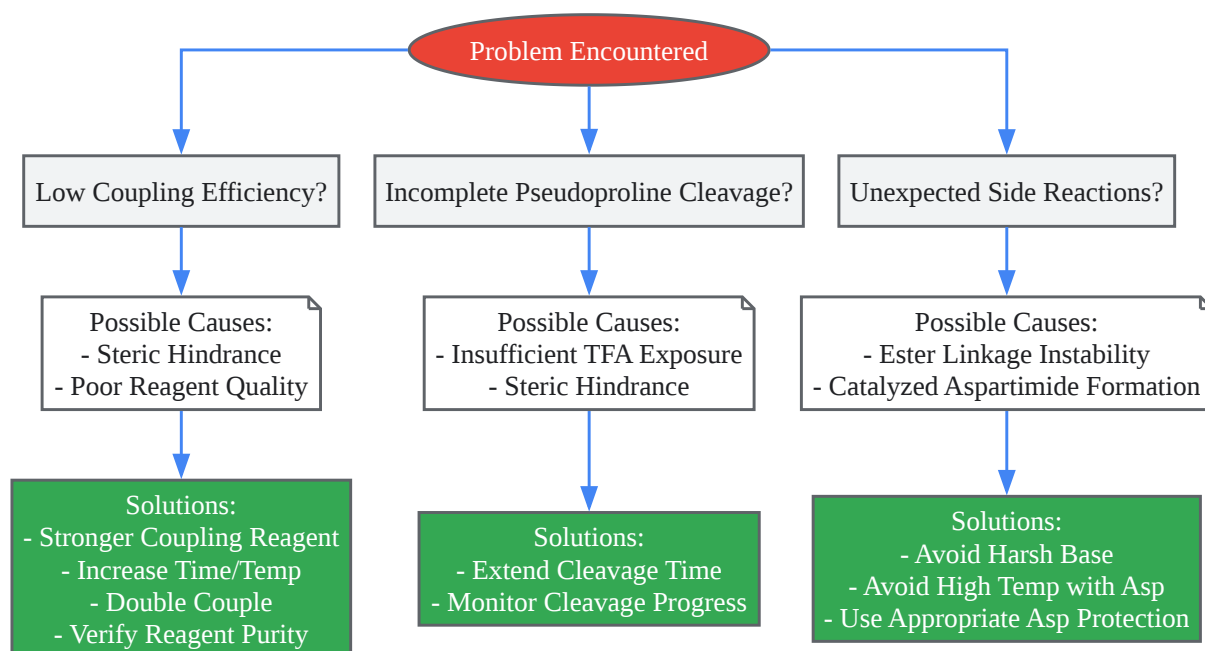 Problem Encountered
Low Coupling Efficiency?
Incomplete Pseudoproline Cleavage?
Unexpected Side Reactions?
Possible Causes:
- Steric Hindrance
- Poor Reagent Quality
Possible Causes:
- Insufficient TFA Exposure
- Steric Hindrance
Possible Causes:
- Ester Linkage Instability
- Catalyzed Aspartimide Formation
Solutions:
- Stronger Coupling Reagent
- Increase Time/Temp
- Double Couple
- Verify Reagent Purity
Solutions:
- Extend Cleavage Time
- Monitor Cleavage Progress
Solutions:
- Avoid Harsh Base
- Avoid High Temp with Asp
- Use Appropriate Asp Protection